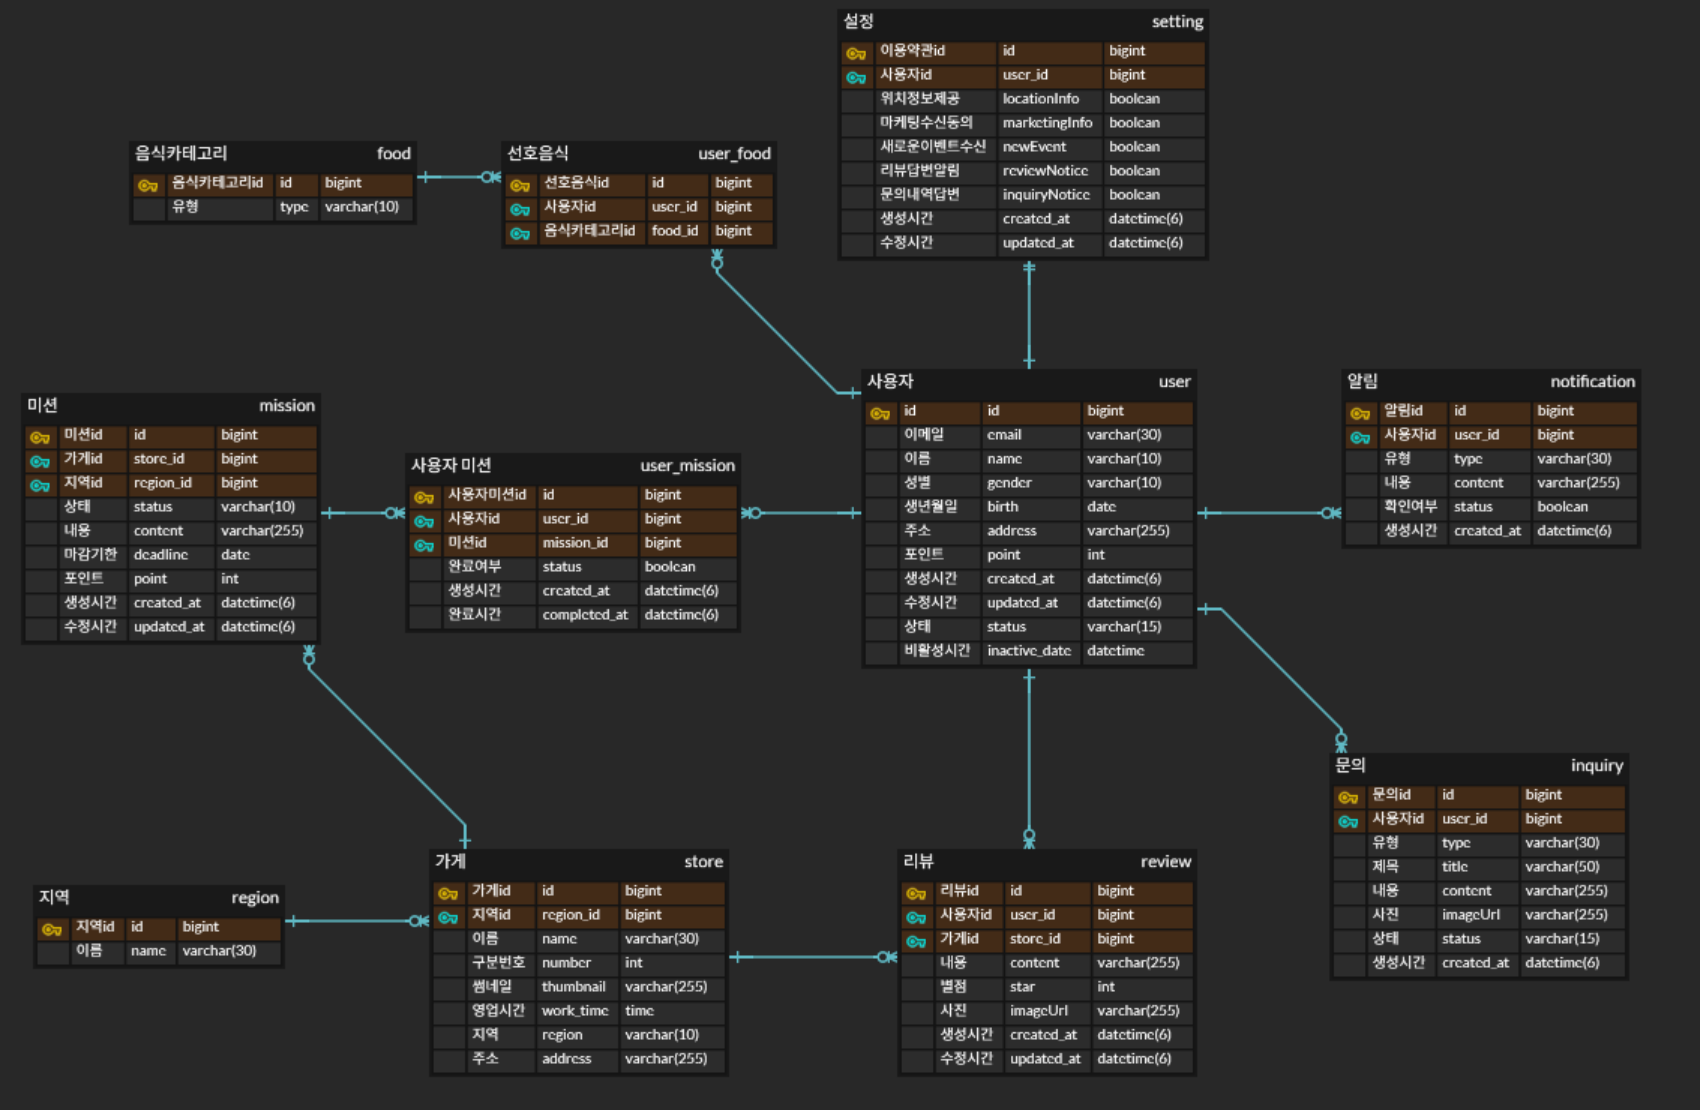 설정 setting
이용약관id id bigint
사용자id user_id bigint
위치정보제공 locationInfo boolean
마케팅수신동의 marketingInfo boolean
새로운이벤트수신 newEvent boolean
리뷰답변알림 reviewNotice boolean
문의내역답변 inquiryNotice boolean
생성시간 created_at datetime(6)
수정시간 updated_at datetime(6)
음식카테고리 food
음식카테고리id id bigint
유형 type varchar(10)
선호음식 user_food
선호음식id id bigint
사용자id user_id bigint
음식카테고리id food_id bigint
사용자 user
id id bigint
이메일 email varchar(30)
이름 name varchar(10)
성별 gender varchar(10)
생년월일 birth date
주소 address varchar(255)
포인트 point int
생성시간 created_at datetime(6)
수정시간 updated_at datetime(6)
상태 status varchar(15)
비활성시간 inactive_date datetime
알림 notification
알림id id bigint
사용자id user_id bigint
유형 type varchar(30)
내용 content varchar(255)
확인여부 status boolean
생성시간 created_at datetime(6)
미션 mission
미션id id bigint
가게id store_id bigint
지역id region_id bigint
상태 status varchar(10)
내용 content varchar(255)
마감기한 deadline date
포인트 point int
생성시간 created_at datetime(6)
수정시간 updated_at datetime(6)
사용자 미션 user_mission
사용자미션id id bigint
사용자id user_id bigint
미션id mission_id bigint
완료여부 status boolean
생성시간 created_at datetime(6)
완료시간 completed_at datetime(6)
문의 inquiry
문의id id bigint
사용자id user_id bigint
유형 type varchar(30)
제목 title varchar(50)
내용 content varchar(255)
사진 imageUrl varchar(255)
상태 status varchar(15)
생성시간 created_at datetime(6)
지역 region
지역id id bigint
이름 name varchar(30)
가게 store
가게id id bigint
지역id region_id bigint
이름 name varchar(30)
구분번호 number int
썸네일 thumbnail varchar(255)
영업시간 work_time time
지역 region varchar(10)
주소 address varchar(255)
리뷰 review
리뷰id id bigint
사용자id user_id bigint
가게id store_id bigint
내용 content varchar(255)
별점 star int
사진 imageUrl varchar(255)
생성시간 created_at datetime(6)
수정시간 updated_at datetime(6)